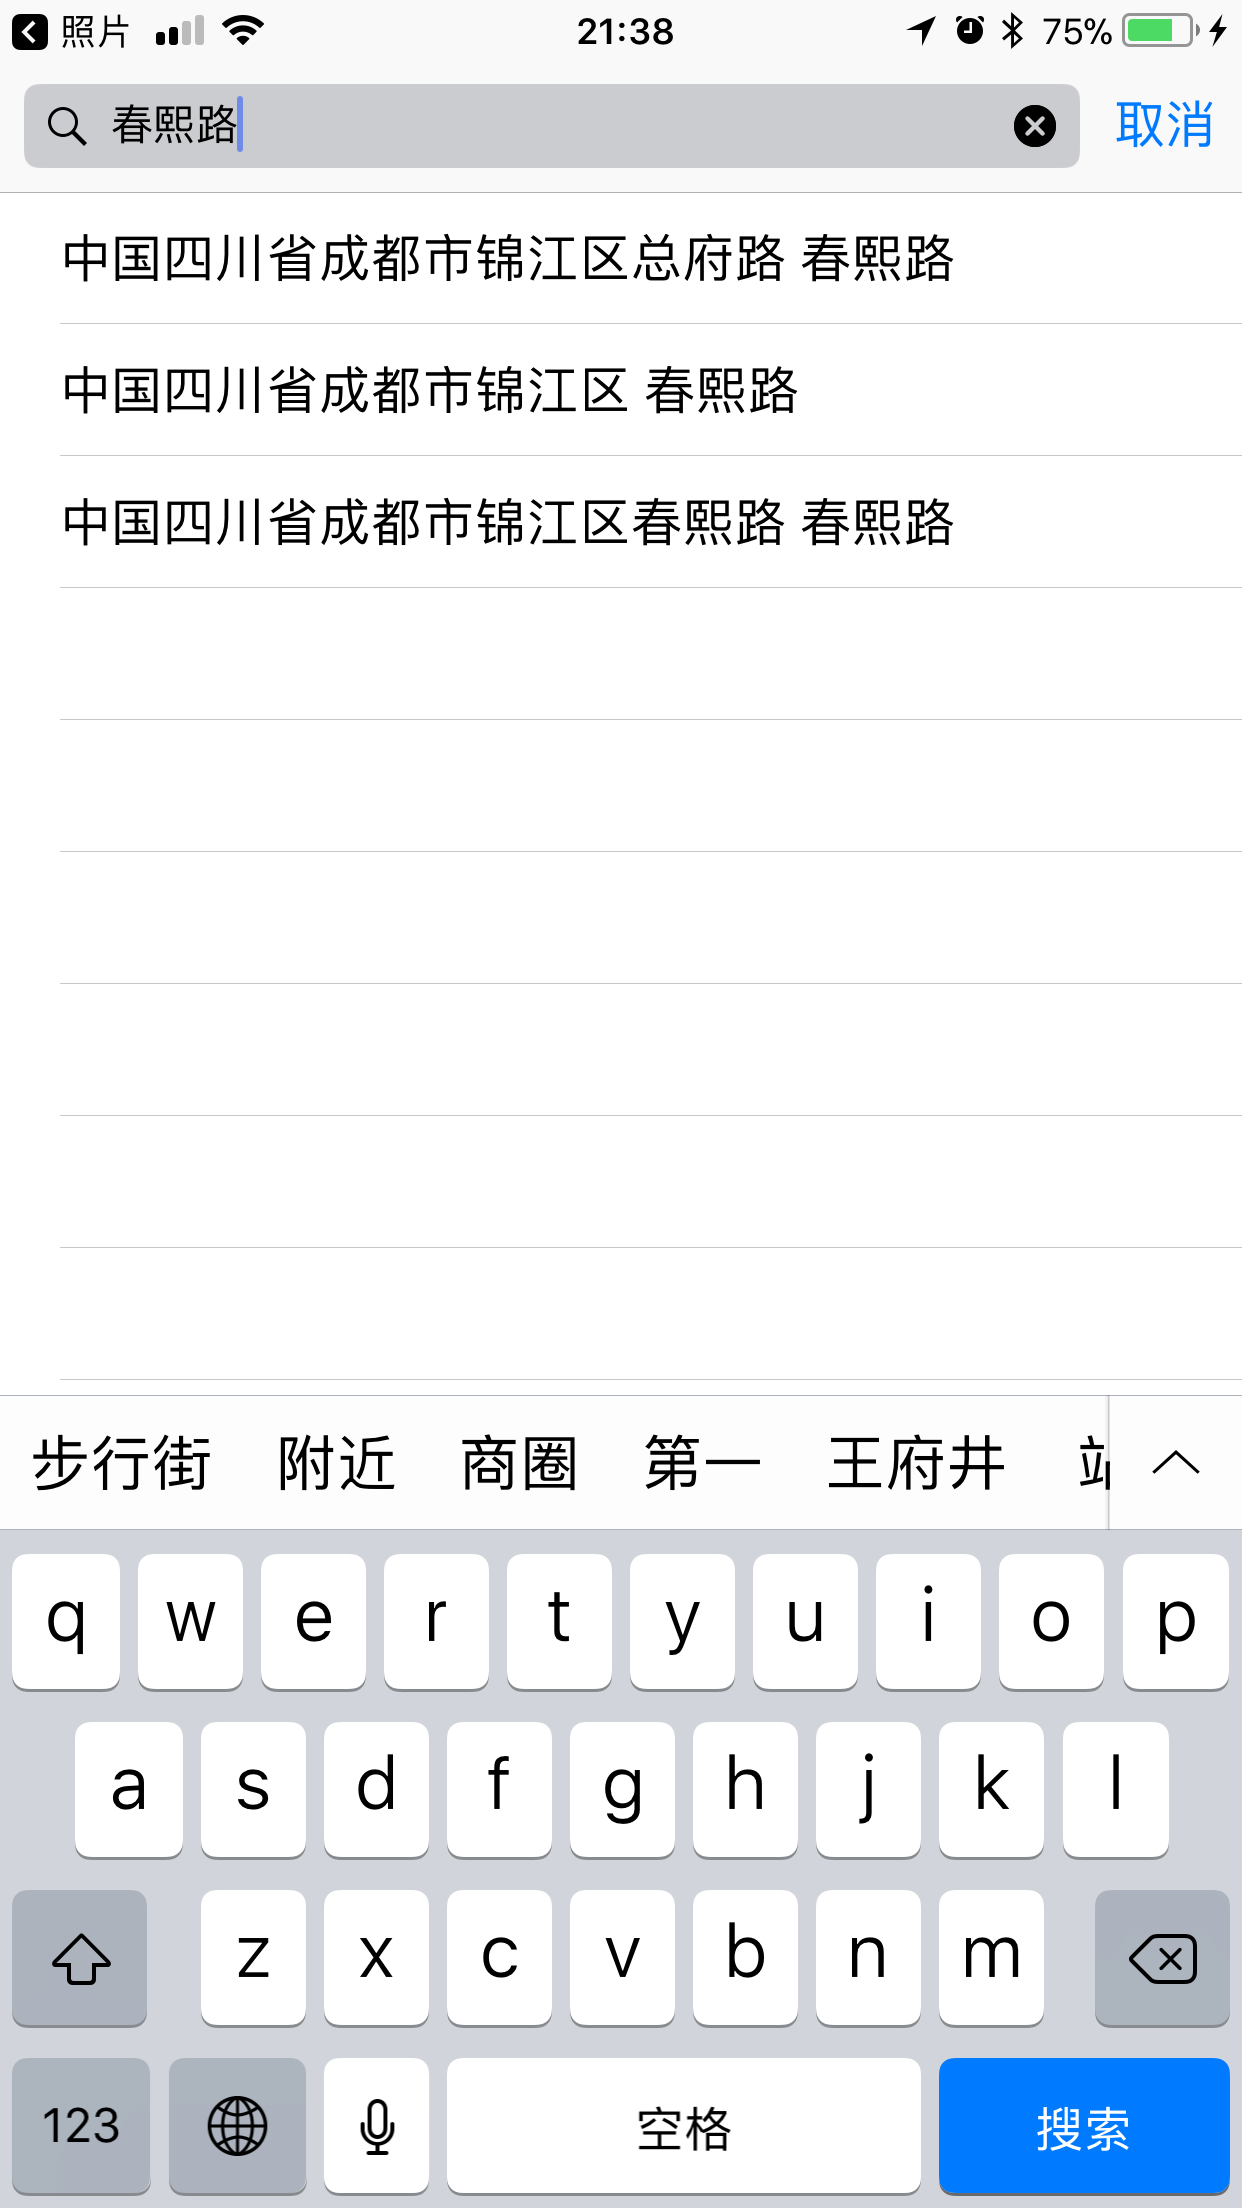 照片 21:38 75%
春熙路 取消
中国四川省成都市锦江区总府路 春熙路
中国四川省成都市锦江区 春熙路
中国四川省成都市锦江区春熙路 春熙路
步行街 附近 商圈 第一 王府井
q w e r t y u i o p
a s d f g h j k l
z x c v b n m
123 空格 搜索